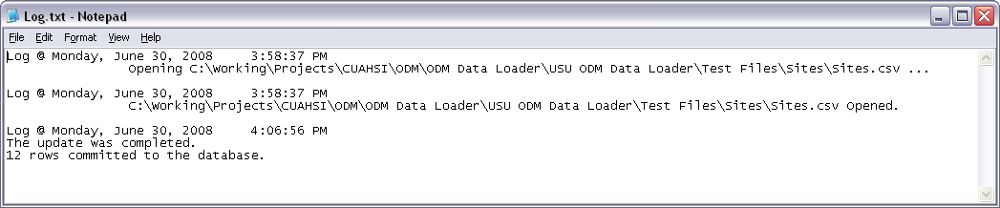 Log.txt - Notepad
File Edit Format View Help
Log @ Monday, June 30, 2008     3:58:37 PM
                Opening C:\Working\Projects\CUAHSI\ODM\ODM Data Loader\USU ODM Data Loader\Test Files\Sites\Sites.csv ...
Log @ Monday, June 30, 2008     3:58:37 PM
                C:\Working\Projects\CUAHSI\ODM\ODM Data Loader\USU ODM Data Loader\Test Files\Sites\Sites.csv Opened.
Log @ Monday, June 30, 2008     4:06:56 PM
The update was completed.
12 rows committed to the database.